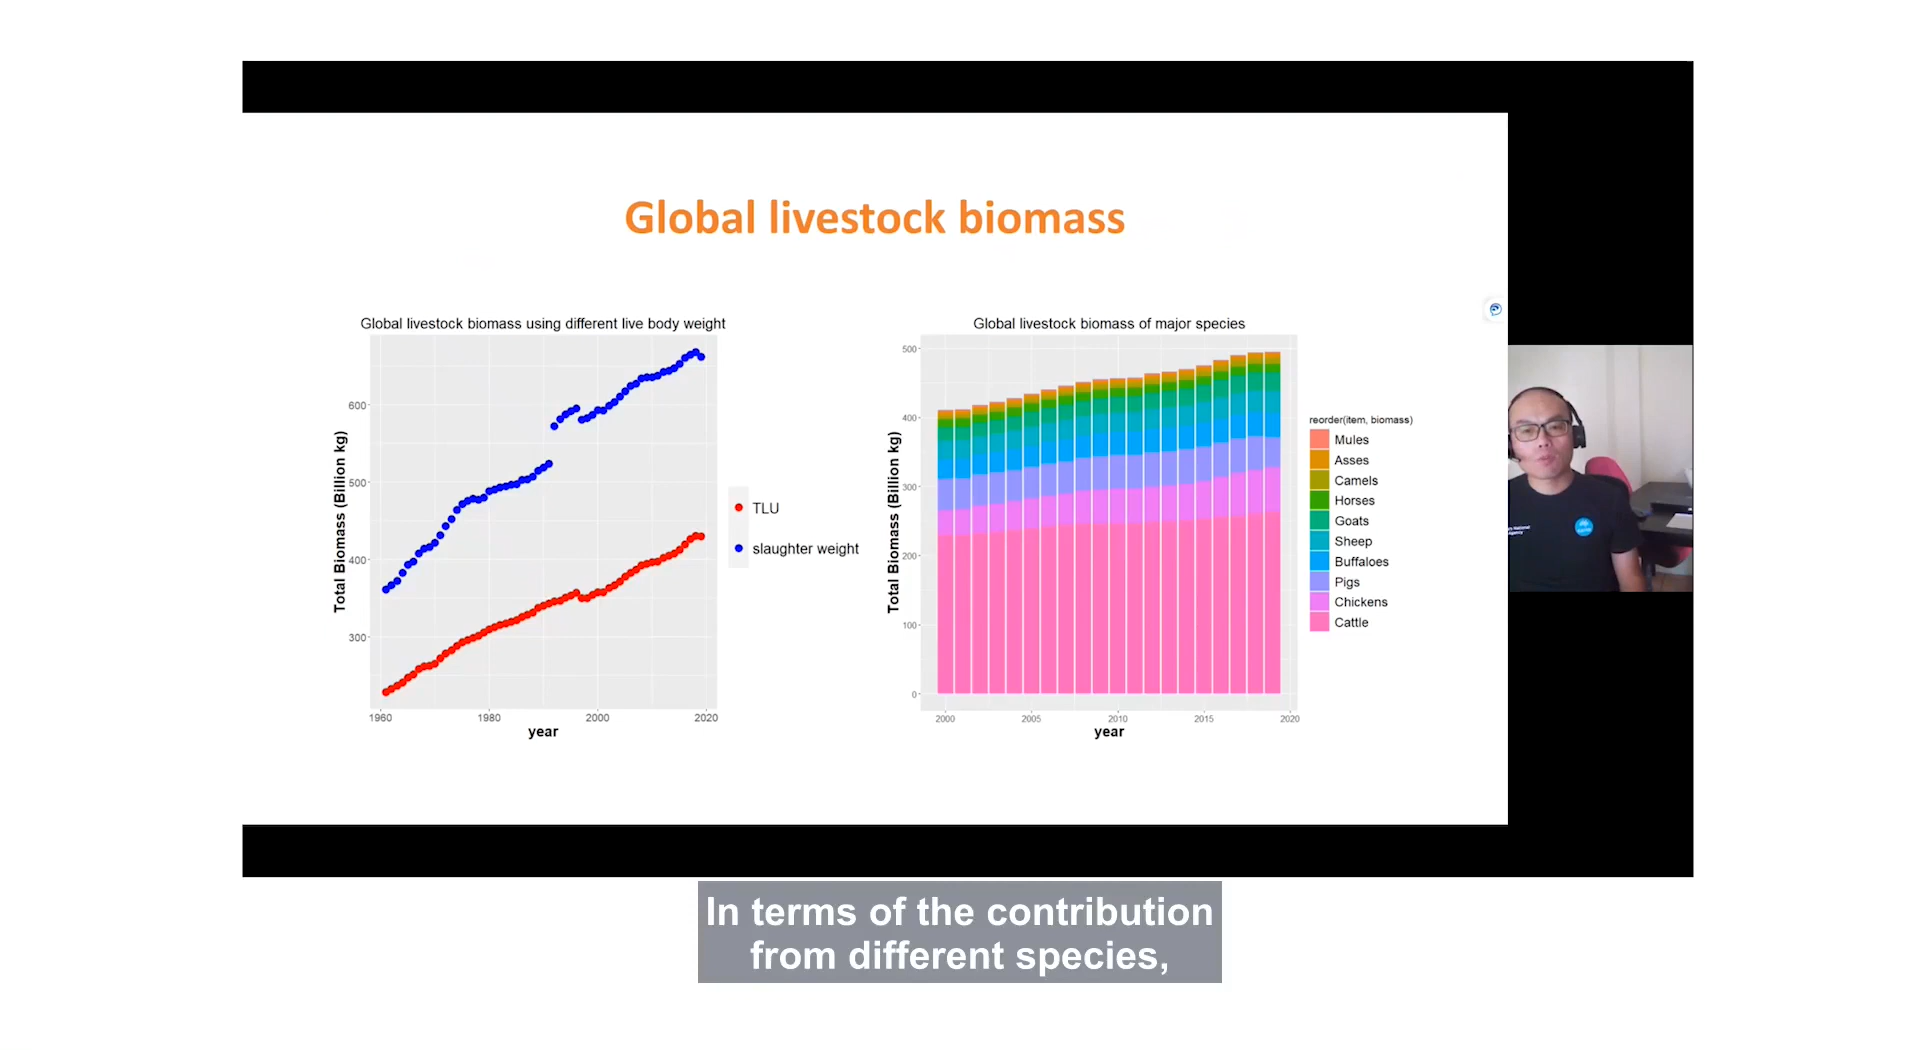 Global livestock biomass
Global livestock biomass using different live body weight
Total Biomass (Billion kg)
600
500
400
300
1960
1980
2000
2020
year
TLU
slaughter weight
Global livestock biomass of major species
Total Biomass (Billion kg)
500
400
300
200
100
0
2000
2005
2010
2015
2020
year
reorder(item, biomass)
Mules
Asses
Camels
Horses
Goats
Sheep
Buffaloes
Pigs
Chickens
Cattle
In terms of the contribution
from different species,